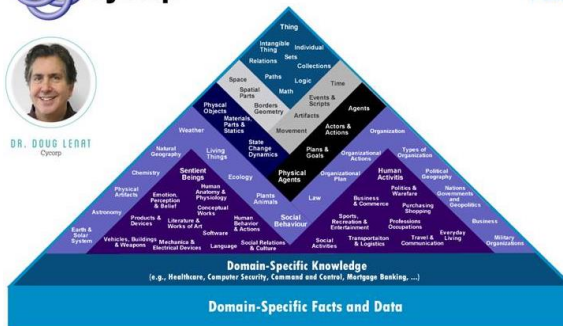 Thing
Intangible Thing
Individual
Relations
Sets
Collections
Space
Paths
Logic
Time
Spatial Parts
Math
Physcal Objects
Borders Geometry
Events & Scripts
Agents
Materials, Parts & Statics
Artifacts
Weather
Movement
Actors & Actions
Organization
State Change Dynamics
Natural Geography
Living Things
Plans & Goals
Organizational Actions
Types of Organization
Chemistry
Sentient Beings
Ecology
Physical Agents
Organizational Plan
Human Activitis
Political Geography
Physical Artifacts
Emotion, Perception & Belief
Human Anatomy & Physiology
Plants Animals
Law
Politics & Warfare
Nations Governments and Geopolitics
Astronomy
Conceptual Works
Business & Commerce
Purchasing Shopping
Products & Devices
Literature & Works of Art
Human Behavior & Actions
Social Behaviour
Sports, Recreation & Entertainment
Professions Occupations
Business
Earth & Solar System
Software
Everyday Living
Vehicles, Buildings & Weapons
Mechanics & Electrical Devices
Language
Social Relations & Culture
Social Activities
Transportaiton & Logistics
Travel & Communication
Military Organizations
DR. DOUG LENAT
Cycorp
Domain-Specific Knowledge
(e.g., Healthcare, Computer Security, Command and Control, Mortgage Banking, ...)
Domain-Specific Facts and Data